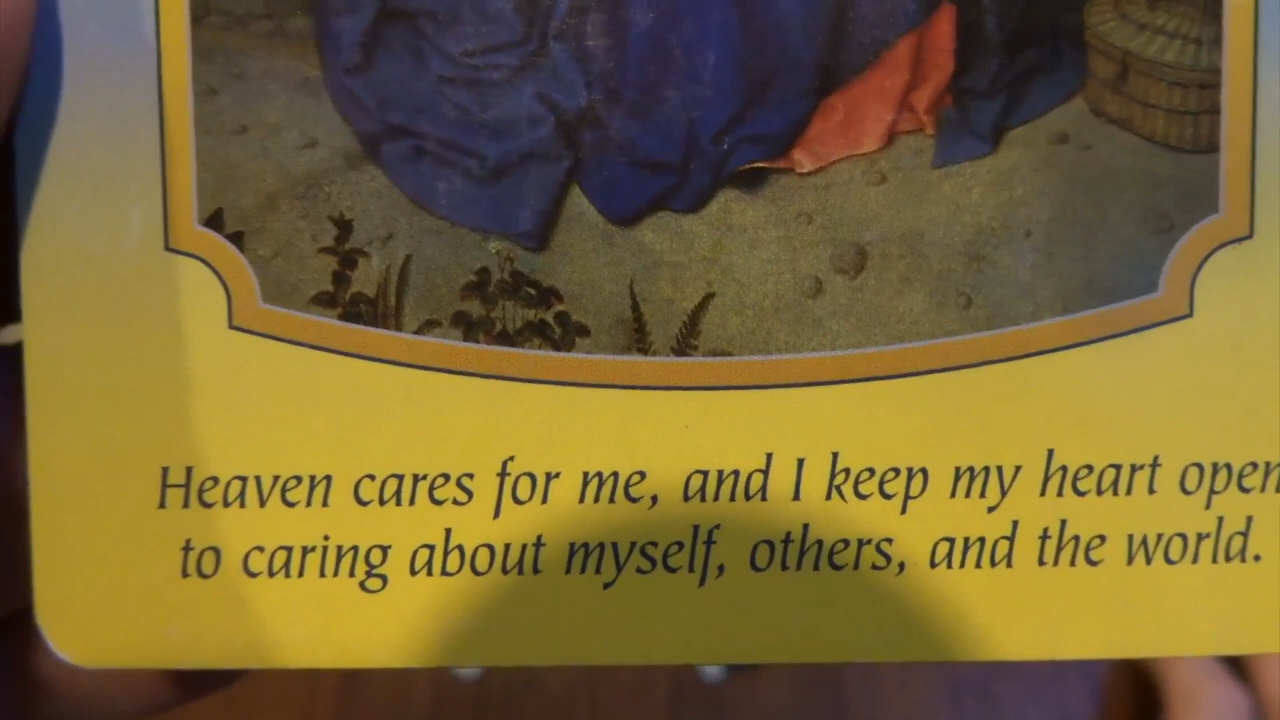 Heaven cares for me, and I keep my heart open
to caring about myself, others, and the world.